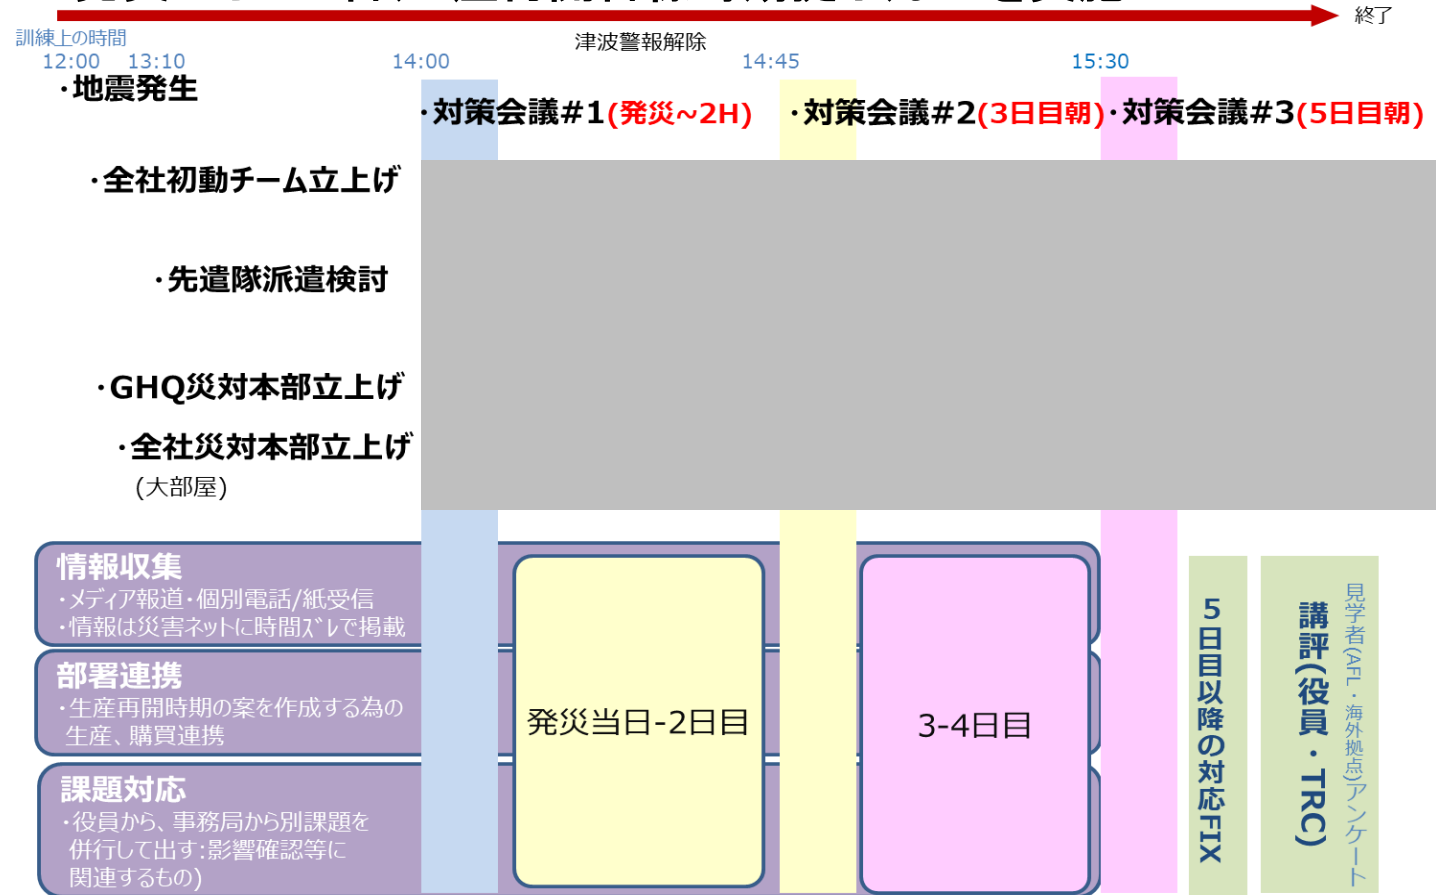 終了
訓練上の時間
津波警報解除
12:00 13:10 14:00 14:45 15:30
・地震発生
・対策会議#1(発災~2H)
・対策会議#2(3日目朝)
・対策会議#3(5日目朝)
・全社初動チーム立上げ
・先遣隊派遣検討
・GHQ災対本部立上げ
・全社災対本部立上げ
(大部屋)
情報収集
・メディア報道・個別電話/紙受信
・情報は災害ネットに時間ズレで掲載
部署連携
・生産再開時期の案を作成する為の
生産、購買連携
課題対応
・役員から、事務局から別課題を
併行して出す:影響確認等に
関連するもの)
発災当日-2日目
3-4日目
5日目以降の対応FIX
講評(役員・TRC)
見学者(AFL・海外拠点)アンケート